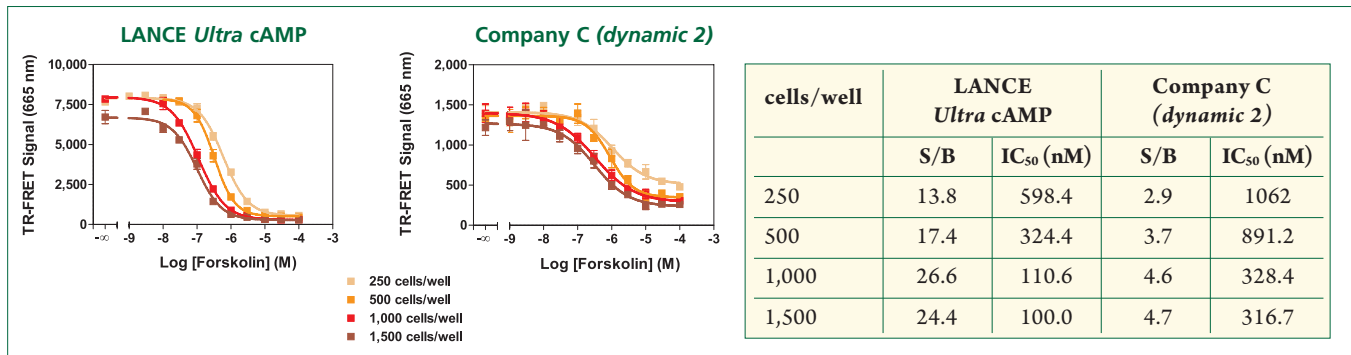 LANCE Ultra cAMP
TR-FRET Signal (665 nm)
10,000
7,500
5,000
2,500
0
-∞ -9 -8 -7 -6 -5 -4 -3
Log [Forskolin] (M)
Company C (dynamic 2)
TR-FRET Signal (665 nm)
2,000
1,500
1,000
500
0
-∞ -9 -8 -7 -6 -5 -4 -3
Log [Forskolin] (M)
250 cells/well
500 cells/well
1,000 cells/well
1,500 cells/well
cells/well LANCE Company C
Ultra cAMP (dynamic 2)
S/B IC₅₀ (nM) S/B IC₅₀ (nM)
250 13.8 598.4 2.9 1062
500 17.4 324.4 3.7 891.2
1,000 26.6 110.6 4.6 328.4
1,500 24.4 100.0 4.7 316.7